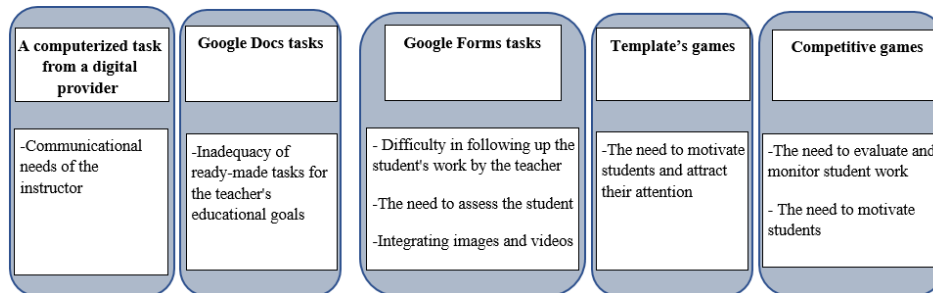 A computerized task
from a digital
provider
-Communicational
needs of the
instructor
Google Docs tasks
-Inadequacy of
ready-made tasks for
the teacher's
educational goals
Google Forms tasks
- Difficulty in following up the
student's work by the teacher
-The need to assess the student
-Integrating images and videos
Template’s games
-The need to motivate
students and attract
their attention
Competitive games
-The need to evaluate and
monitor student work
- The need to motivate
students